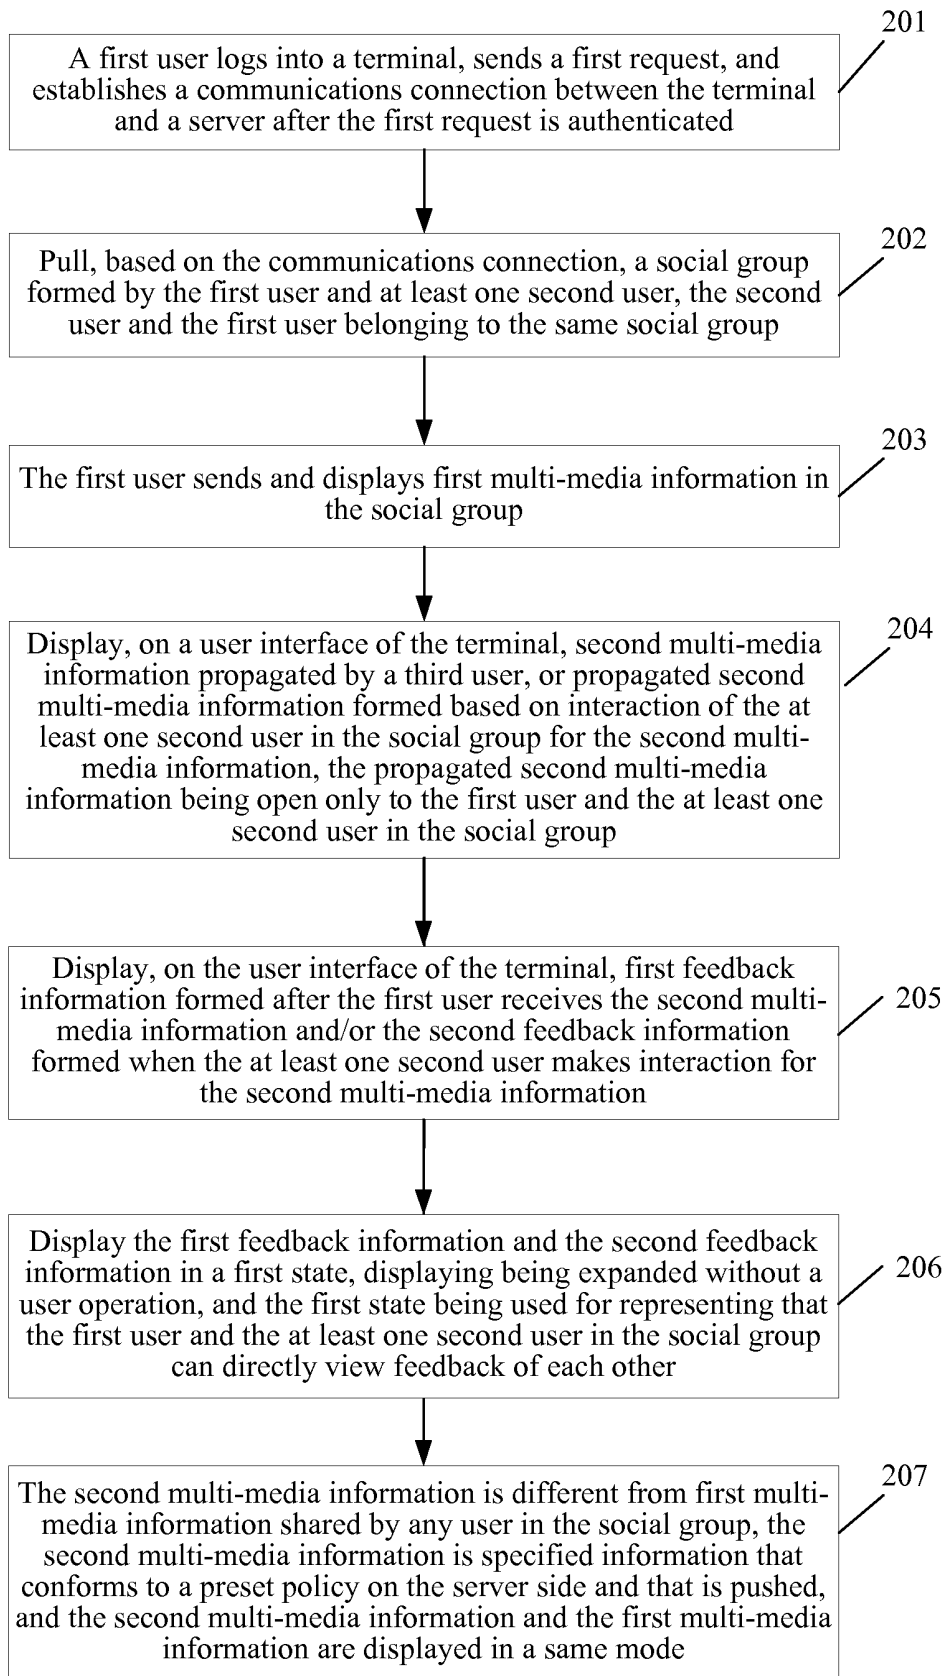 201
A first user logs into a terminal, sends a first request, and
establishes a communications connection between the terminal
and a server after the first request is authenticated
202
Pull, based on the communications connection, a social group
formed by the first user and at least one second user, the second
user and the first user belonging to the same social group
203
The first user sends and displays first multi-media information in
the social group
204
Display, on a user interface of the terminal, second multi-media
information propagated by a third user, or propagated second
multi-media information formed based on interaction of the at
least one second user in the social group for the second multi-
media information, the propagated second multi-media
information being open only to the first user and the at least one
second user in the social group
205
Display, on the user interface of the terminal, first feedback
information formed after the first user receives the second multi-
media information and/or the second feedback information
formed when the at least one second user makes interaction for
the second multi-media information
206
Display the first feedback information and the second feedback
information in a first state, displaying being expanded without a
user operation, and the first state being used for representing that
the first user and the at least one second user in the social group
can directly view feedback of each other
207
The second multi-media information is different from first multi-
media information shared by any user in the social group, the
second multi-media information is specified information that
conforms to a preset policy on the server side and that is pushed,
and the second multi-media information and the first multi-media
information are displayed in a same mode